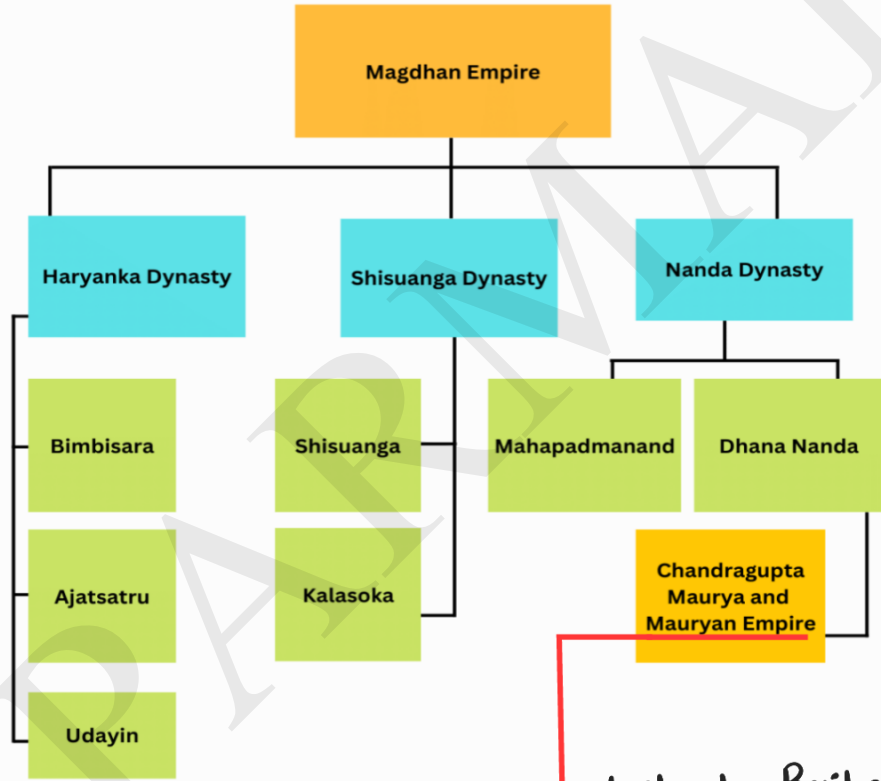 Magdhan Empire
Haryanka Dynasty
Shisuanga Dynasty
Nanda Dynasty
Bimbisara
Shisuanga
Mahapadmanand
Dhana Nanda
Ajatsatru
Kalasoka
Chandragupta
Maurya and
Mauryan Empire
Udayin
PARMAR